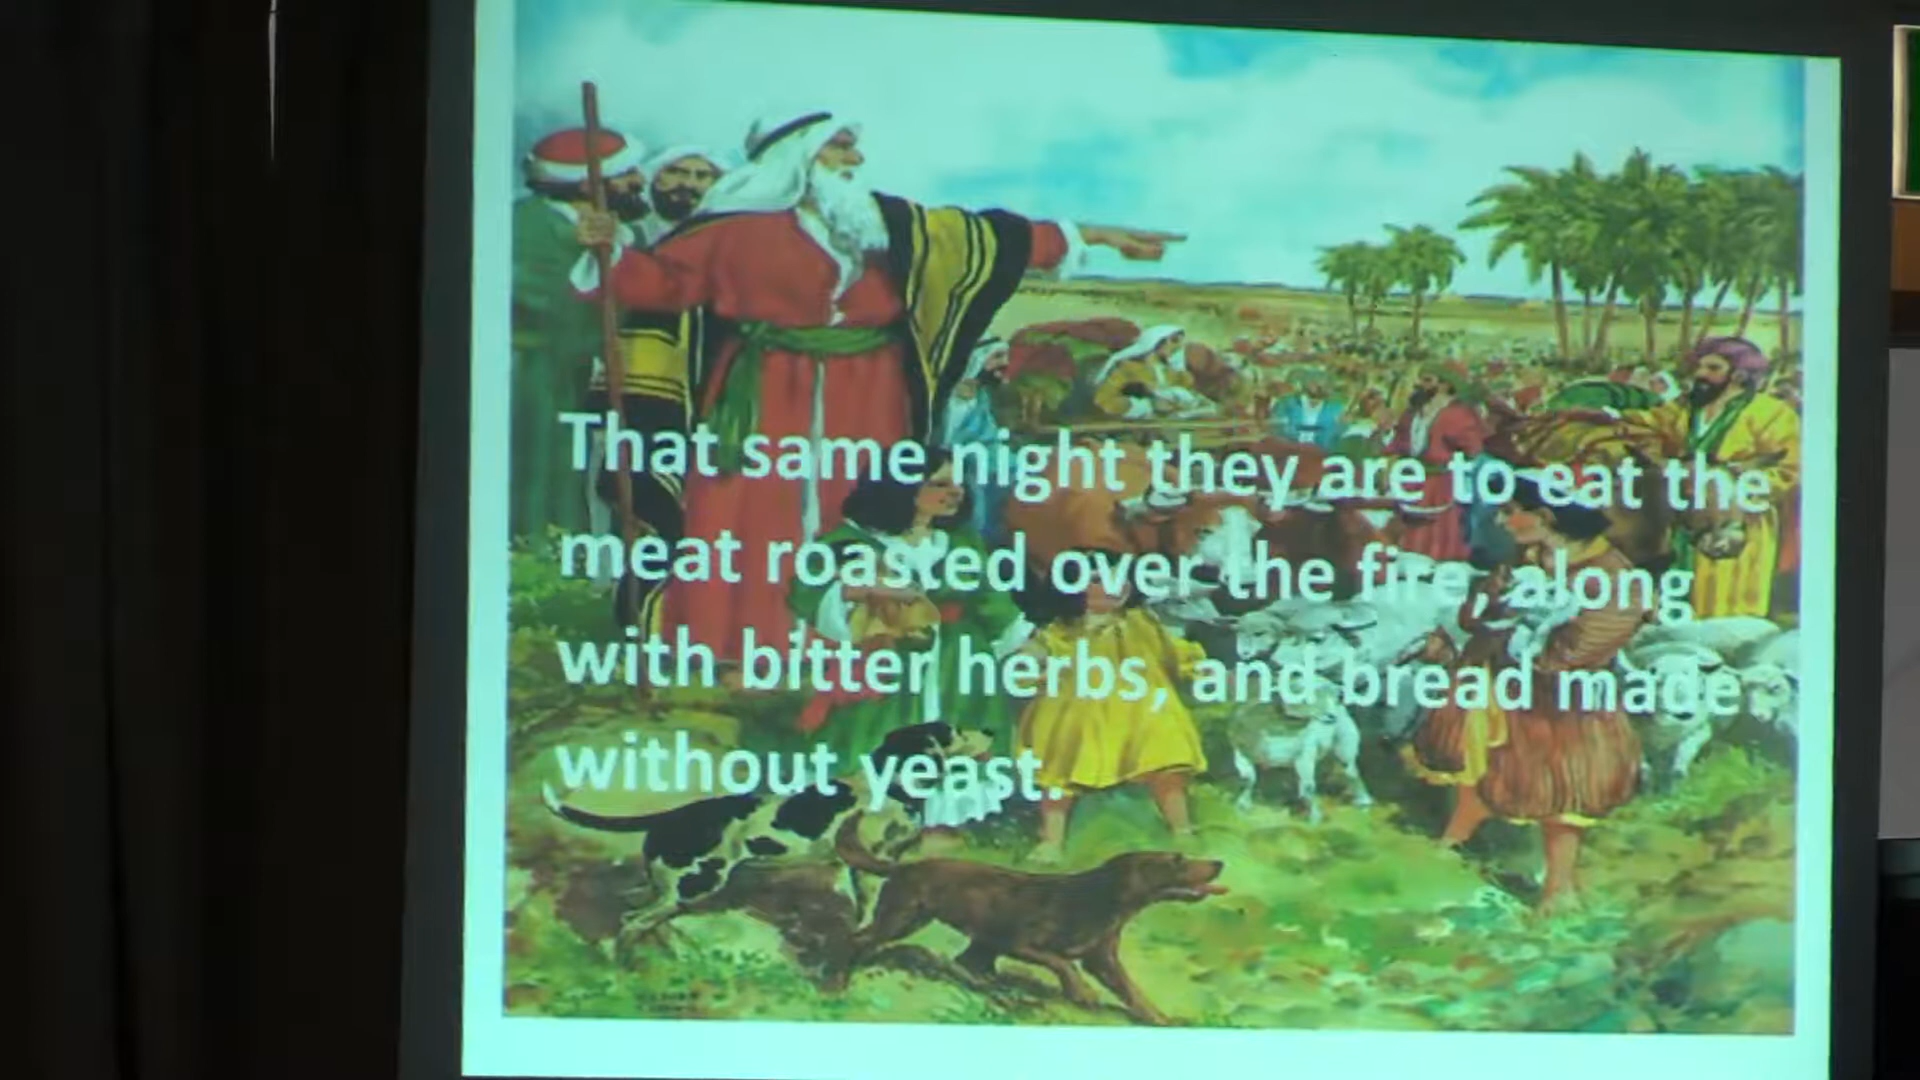 That same night they are to eat the
meat roasted over the fire, along
with bitter herbs, and bread made
without yeast.